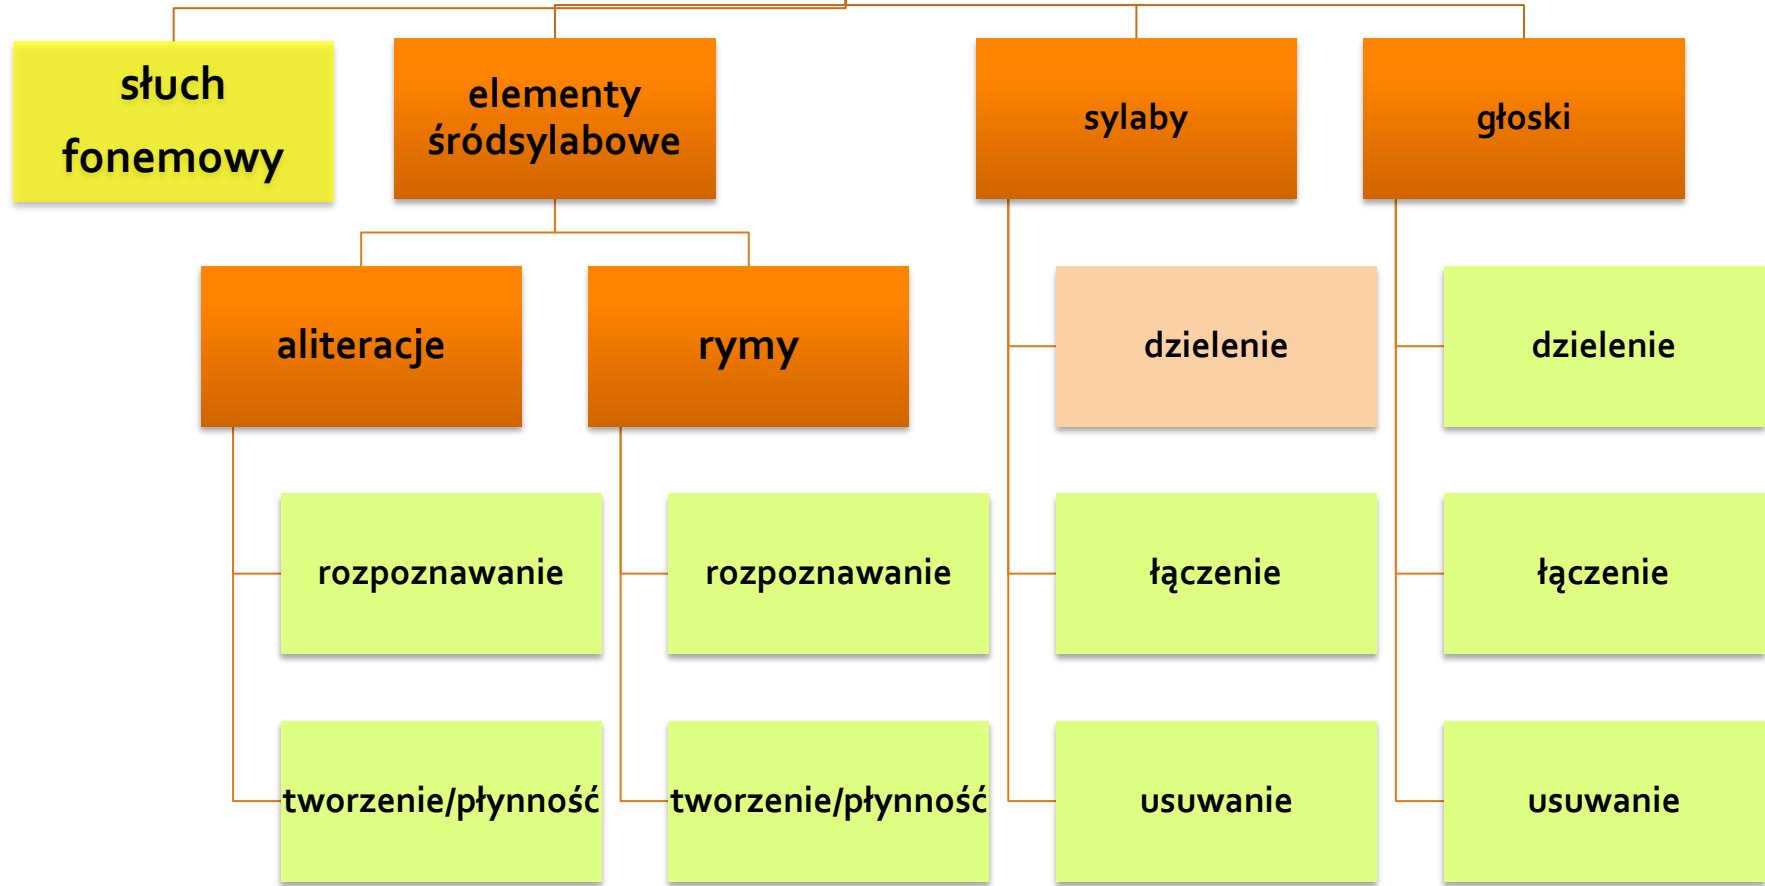 słuch
fonemowy
elementy
śródsylabowe
sylaby
głoski
aliteracje
rymy
dzielenie
dzielenie
rozpoznawanie
rozpoznawanie
łączenie
łączenie
tworzenie/płynność
tworzenie/płynność
usuwanie
usuwanie